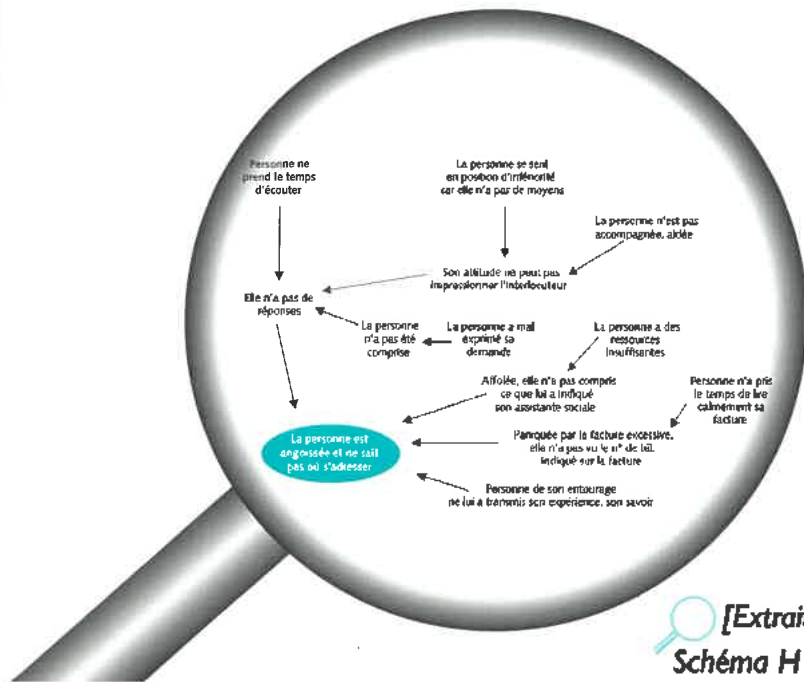 Personne ne
prend le temps
d'écouter
La personne se sent
en position d'infériorité
car elle n'a pas de moyens
La personne n'est pas
accompagnée, aidée
Son attitude ne peut pas
impressionner l'interlocuteur
Elle n'a pas de
réponses
La personne
n'a pas été
comprise
La personne a mal
exprimé sa
demande
La personne a des
ressources
insuffisantes
Affolée, elle n'a pas compris
ce que lui a indiqué
son assistante sociale
Personne n'a pris
le temps de lire
calmement sa
facture
La personne est
angoissée et ne sait
pas où s'adresser
Paniquée par la facture excessive,
elle n'a pas vu le n° de tél.
indiqué sur la facture
Personne de son entourage
ne lui a transmis son expérience, son savoir
[Extrais
Schéma H